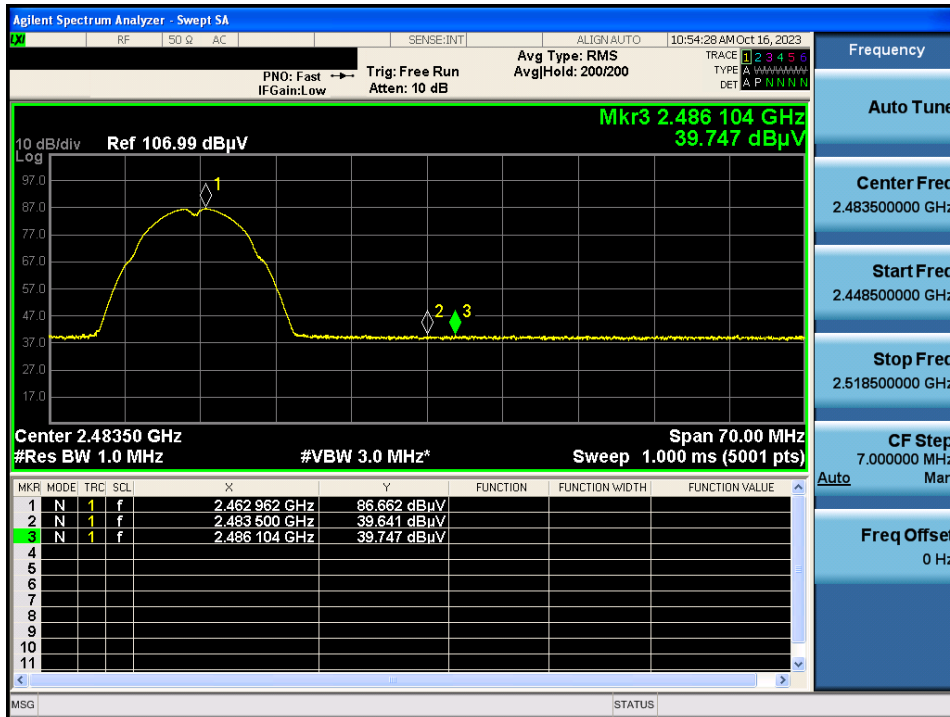 Agilent Spectrum Analyzer - Swept SA
LXI RF 50 Ω AC SENSE:INT ALIGN AUTO 10:54:28 AM Oct 16, 2023
Frequency
PNO: Fast Trig: Free Run Avg Type: RMS TRACE 1 2 3 4 5 6
IFGain:Low Atten: 10 dB Avg|Hold: 200/200 TYPE A WWWWW
DET A P N N N N
Auto Tune
Mkr3 2.486 104 GHz
39.747 dBµV
10 dB/div Ref 106.99 dBµV
Log
97.0
87.0
77.0
67.0
57.0
47.0
37.0
27.0
17.0
1
2
3
Center Freq
2.483500000 GHz
Start Freq
2.448500000 GHz
Stop Freq
2.518500000 GHz
Center 2.48350 GHz Span 70.00 MHz
#Res BW 1.0 MHz #VBW 3.0 MHz* Sweep 1.000 ms (5001 pts)
CF Step
7.000000 MHz
Auto Man
Freq Offset
0 Hz
MKR MODE TRC SCL X Y FUNCTION FUNCTION WIDTH FUNCTION VALUE
1 N 1 f 2.462 962 GHz 86.662 dBµV
2 N 1 f 2.483 500 GHz 39.641 dBµV
3 N 1 f 2.486 104 GHz 39.747 dBµV
4
5
6
7
8
9
10
11
MSG STATUS